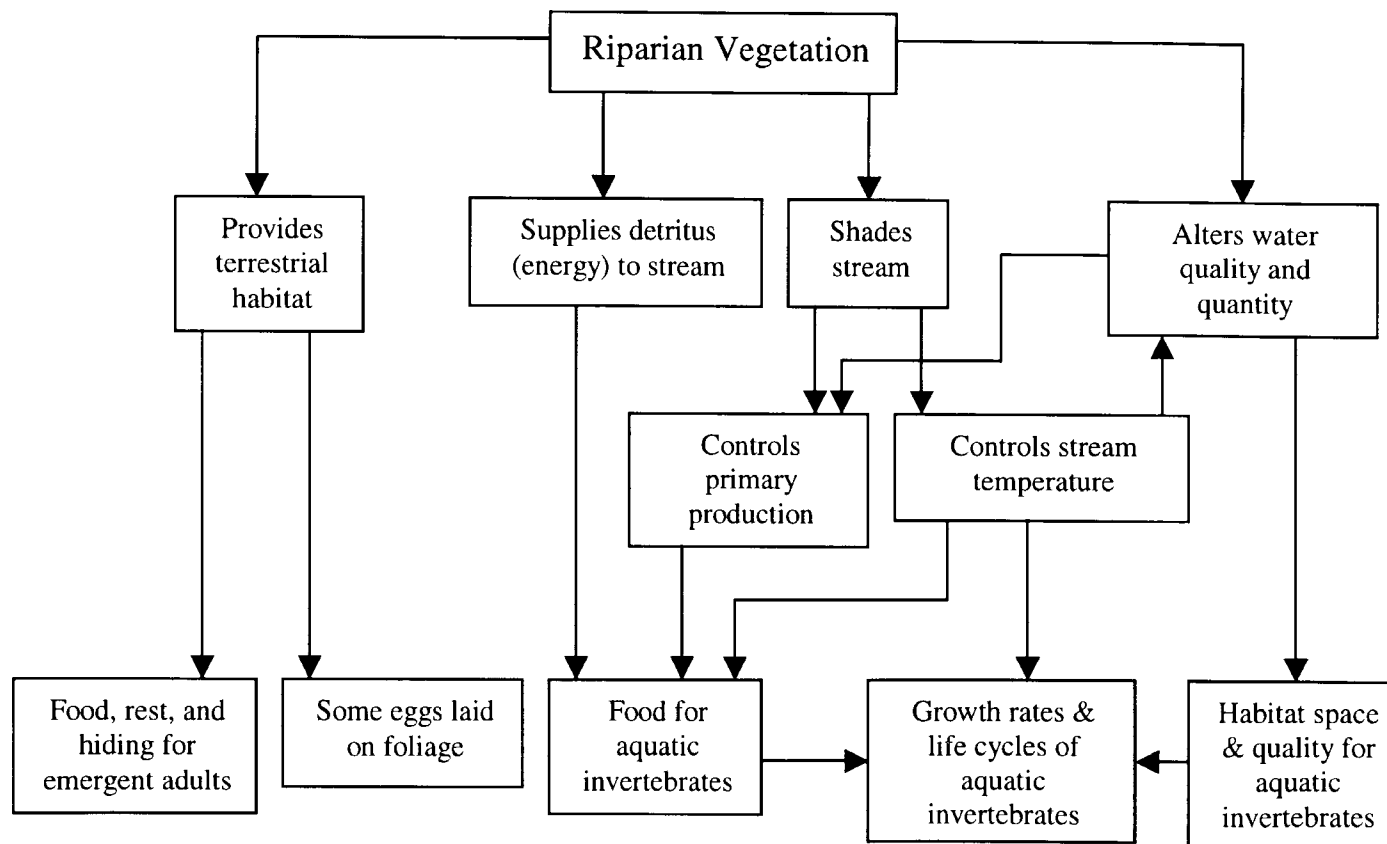 Riparian Vegetation
Provides
terrestrial
habitat
Supplies detritus
(energy) to stream
Shades
stream
Alters water
quality and
quantity
Controls
primary
production
Controls stream
temperature
Food, rest, and
hiding for
emergent adults
Some eggs laid
on foliage
Food for
aquatic
invertebrates
Growth rates &
life cycles of
aquatic
invertebrates
Habitat space
& quality for
aquatic
invertebrates